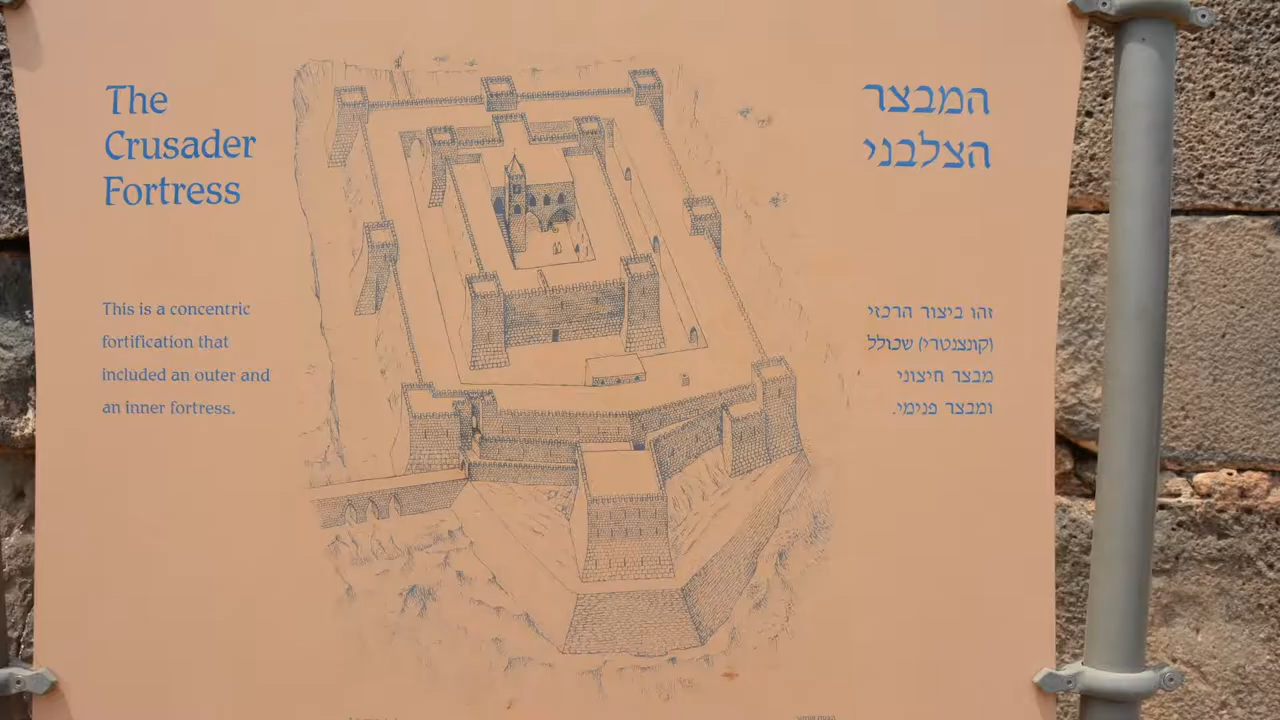 The
Crusader
Fortress
This is a concentric
fortification that
included an outer and
an inner fortress.
המבצר
הצלבני
זהו ביצור הרכזי
(קונצנטרי) שכולל
מבצר חיצוני
ומבצר פנימי.